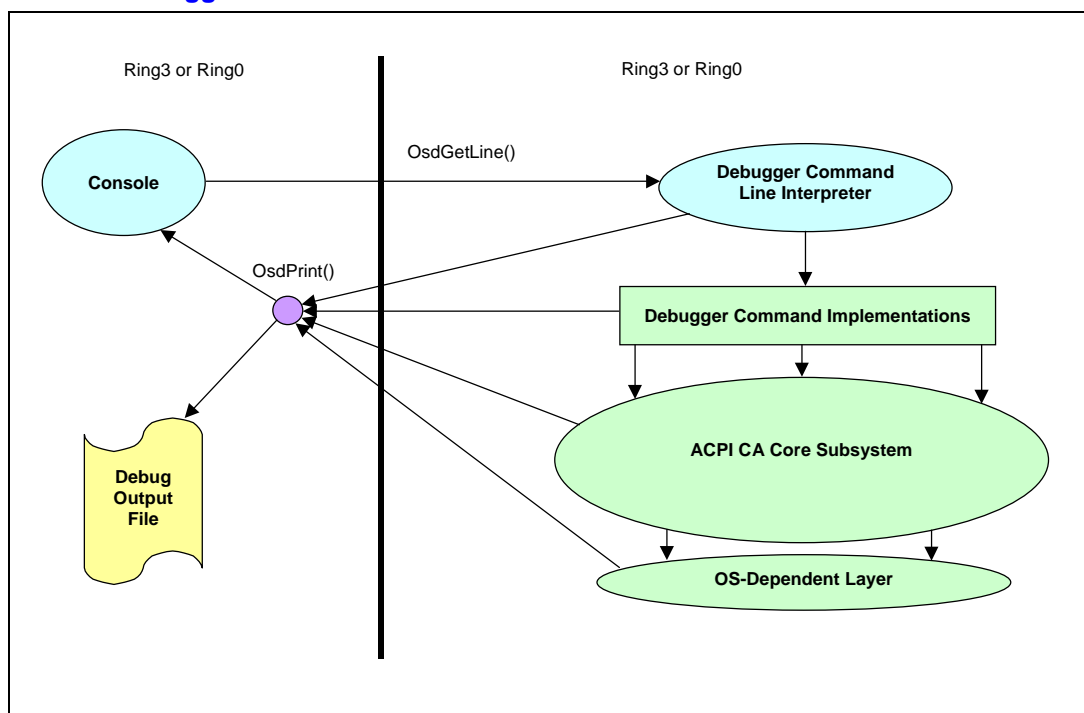 Ring3 or Ring0
Ring3 or Ring0
OsdGetLine()
Console
Debugger Command
Line Interpreter
OsdPrint()
Debugger Command Implementations
ACPI CA Core Subsystem
Debug
Output
File
OS-Dependent Layer